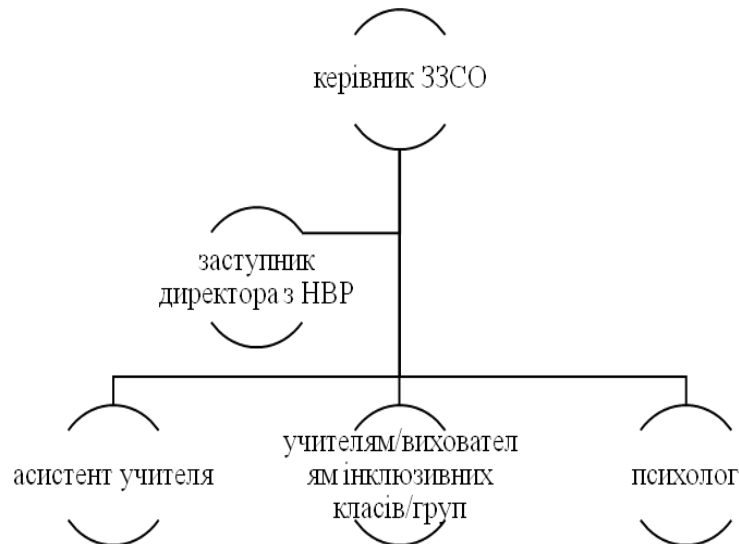 керівник ЗЗСО
заступник
директора з НВР
асистент учителя
учителям/виховател
ям інклюзивних
класів/груп
психолог